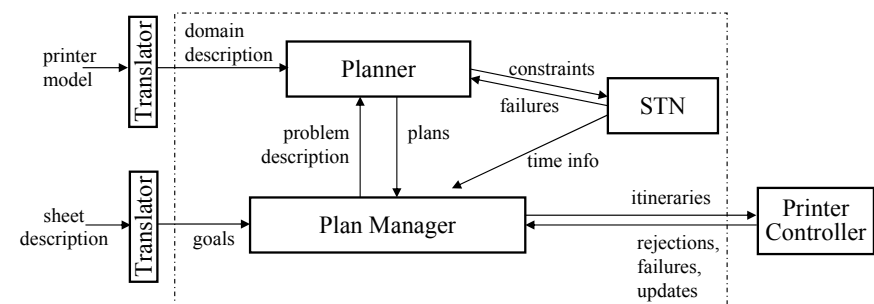 printer
model
Translator
domain
description
Planner
constraints
failures
STN
problem
description
plans
time info
sheet
description
Translator
goals
Plan Manager
itineraries
rejections,
failures,
updates
Printer
Controller